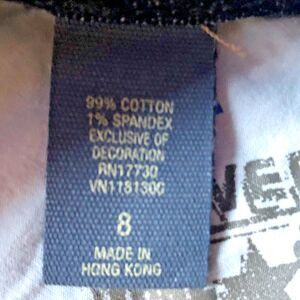 99% COTTON
1% SPANDEX
EXCLUSIVE OF
DECORATION
RN17730
VN1181300
8
MADE IN
HONG KONG